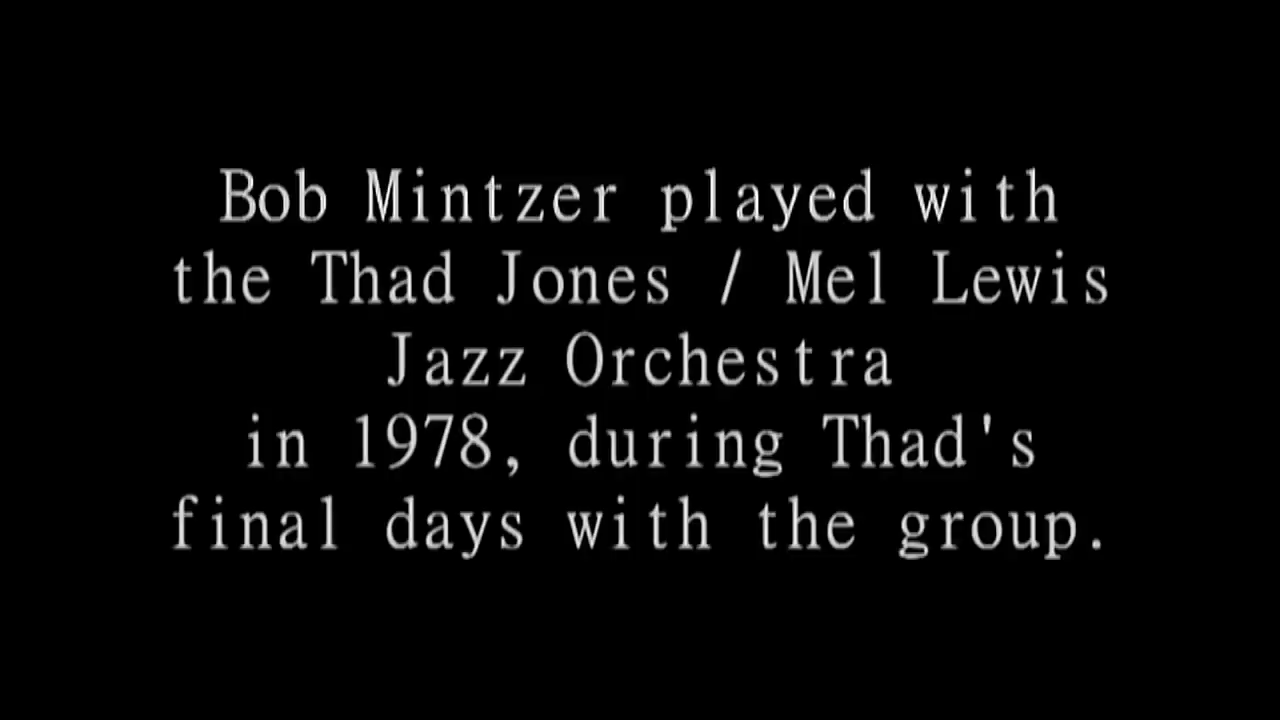 Bob Mintzer played with
the Thad Jones / Mel Lewis
Jazz Orchestra
in 1978, during Thad's
final days with the group.